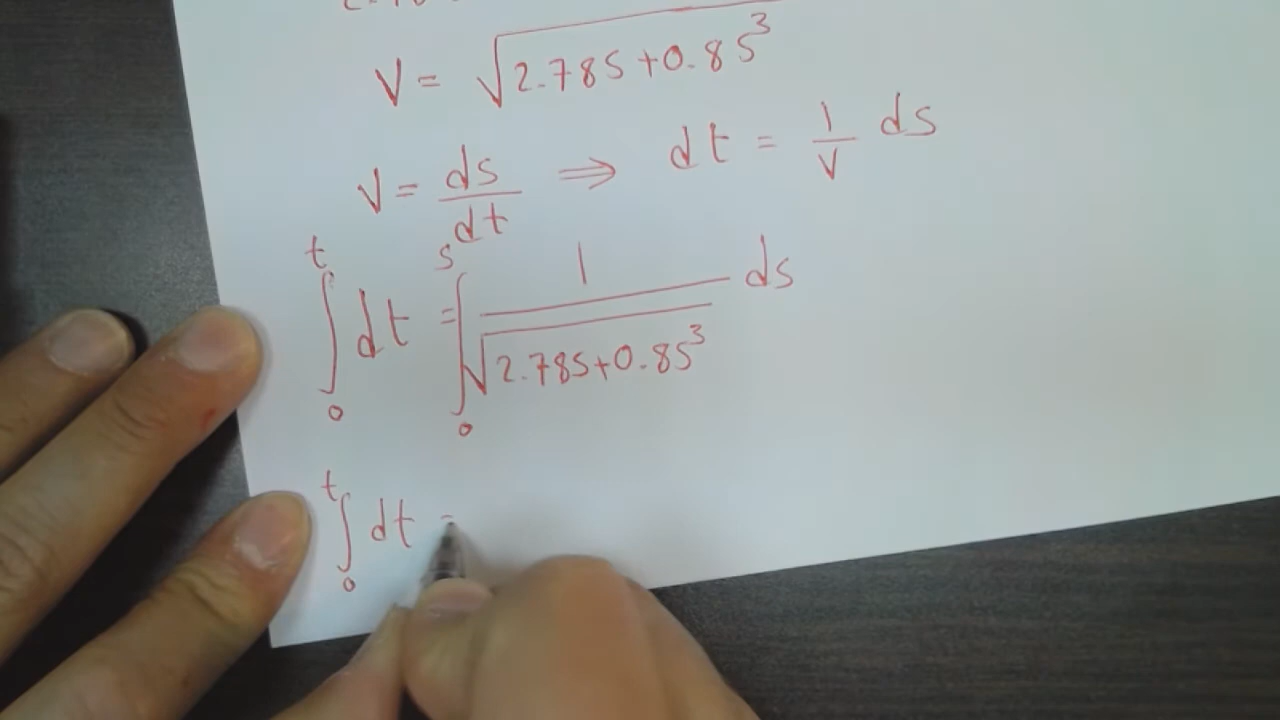 V = √2.78S+0.8S³
V = ds/dt ⇒ dt = 1/V ds
∫₀ᵗ dt = ∫₀ˢ 1/√2.78S+0.8S³ ds
∫₀ᵗ dt =